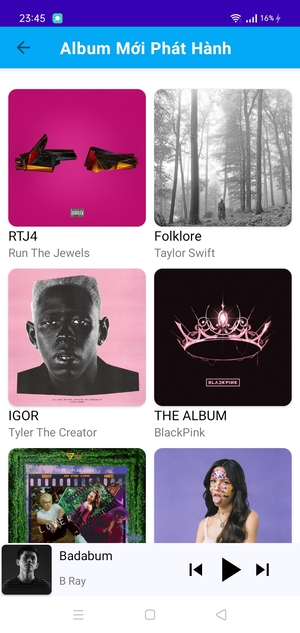 23:45
16%
Album Mới Phát Hành
RTJ4
Folklore
Run The Jewels
Taylor Swift
BLACKPINK
IGOR
THE ALBUM
Tyler The Creator
BlackPink
Badabum
B Ray